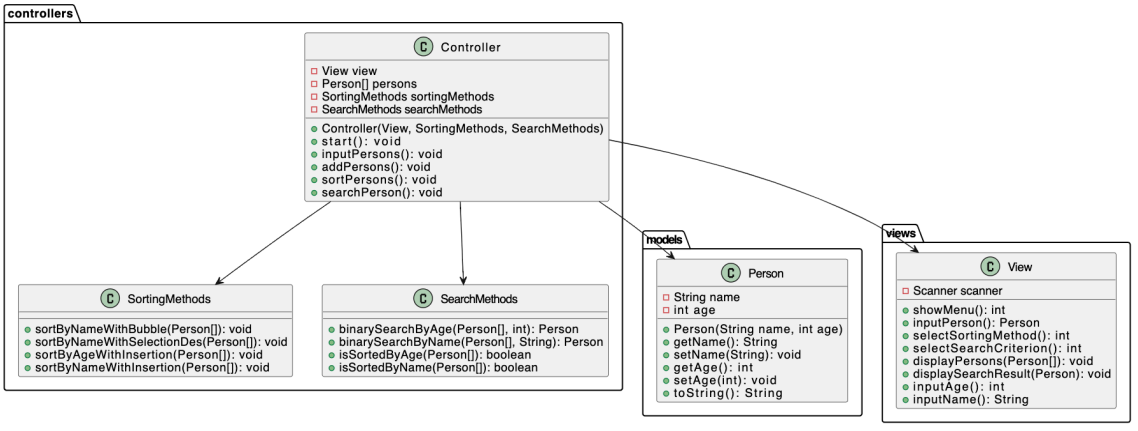 controllers
C Controller
View view
Person[] persons
SortingMethods sortingMethods
SearchMethods searchMethods
Controller(View, SortingMethods, SearchMethods)
start(): void
inputPersons(): void
addPersons(): void
sortPersons(): void
searchPerson(): void
C SortingMethods
sortByNameWithBubble(Person[]): void
sortByNameWithSelectionDes(Person[]): void
sortByAgeWithInsertion(Person[]): void
sortByNameWithInsertion(Person[]): void
C SearchMethods
binarySearchByAge(Person[], int): Person
binarySearchByName(Person[], String): Person
isSortedByAge(Person[]): boolean
isSortedByName(Person[]): boolean
models
C Person
String name
int age
Person(String name, int age)
getName(): String
setName(String): void
getAge(): int
setAge(int): void
toString(): String
views
C View
Scanner scanner
showMenu(): int
inputPerson(): Person
selectSortingMethod(): int
selectSearchCriterion(): int
displayPersons(Person[]): void
displaySearchResult(Person): void
inputAge(): int
inputName(): String